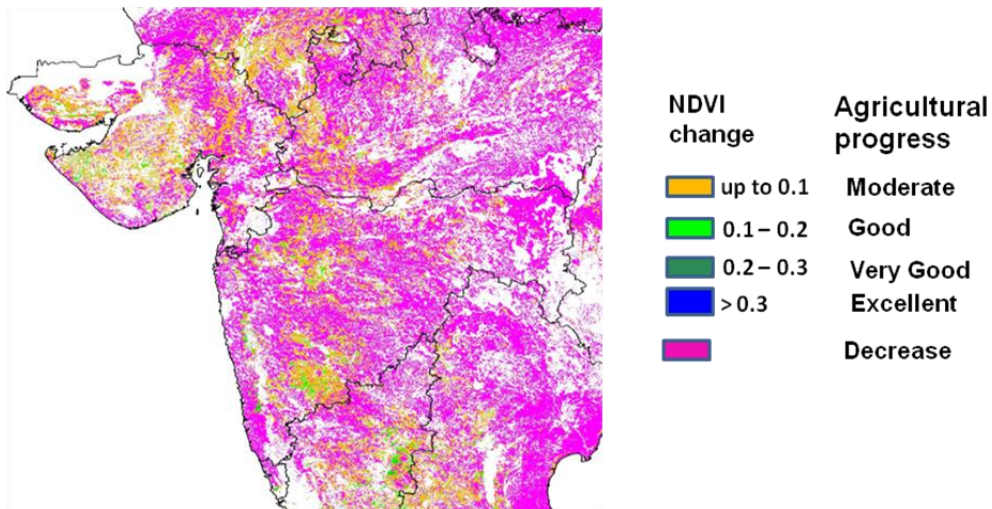 NDVI
change
Agricultural
progress
up to 0.1 Moderate
0.1 – 0.2 Good
0.2 – 0.3 Very Good
> 0.3 Excellent
Decrease